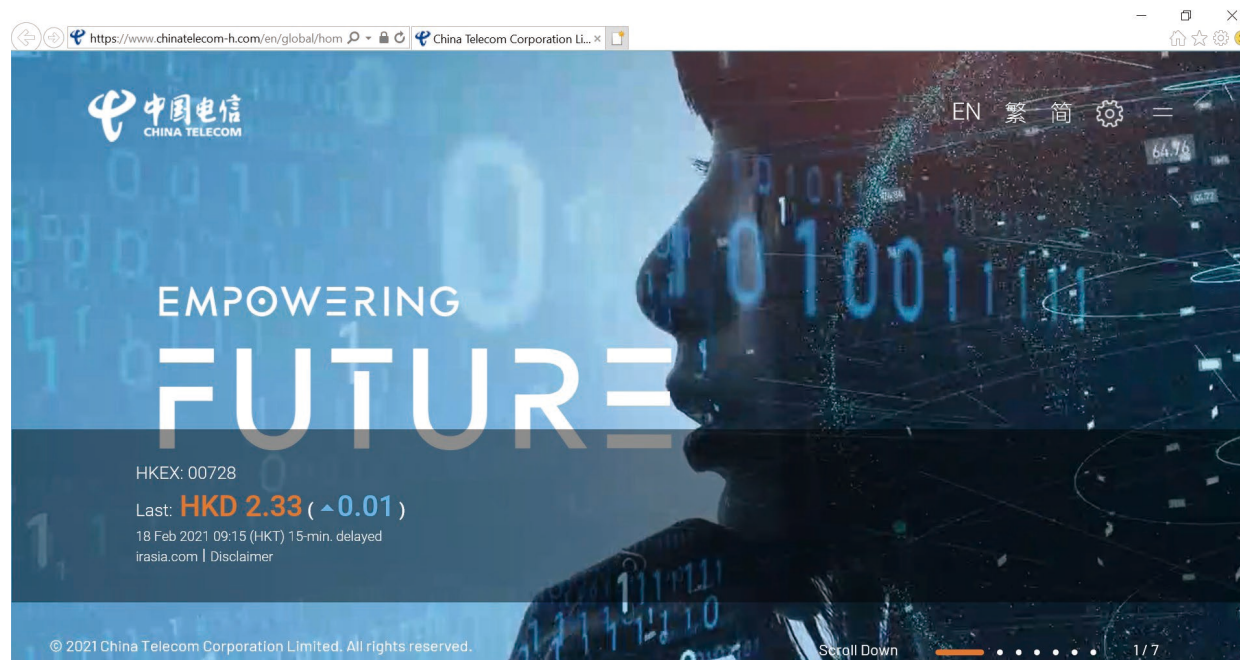 https://www.chinatelecom-h.com/en/global/hom
China Telecom Corporation Li...
中国电信
CHINA TELECOM
EN 繁 简
64.76
EMPOWERING
FUTURE
HKEX: 00728
Last: HKD 2.33 ( 0.01 )
18 Feb 2021 09:15 (HKT) 15-min. delayed
irasia.com | Disclaimer
© 2021 China Telecom Corporation Limited. All rights reserved.
Scroll Down
1 / 7